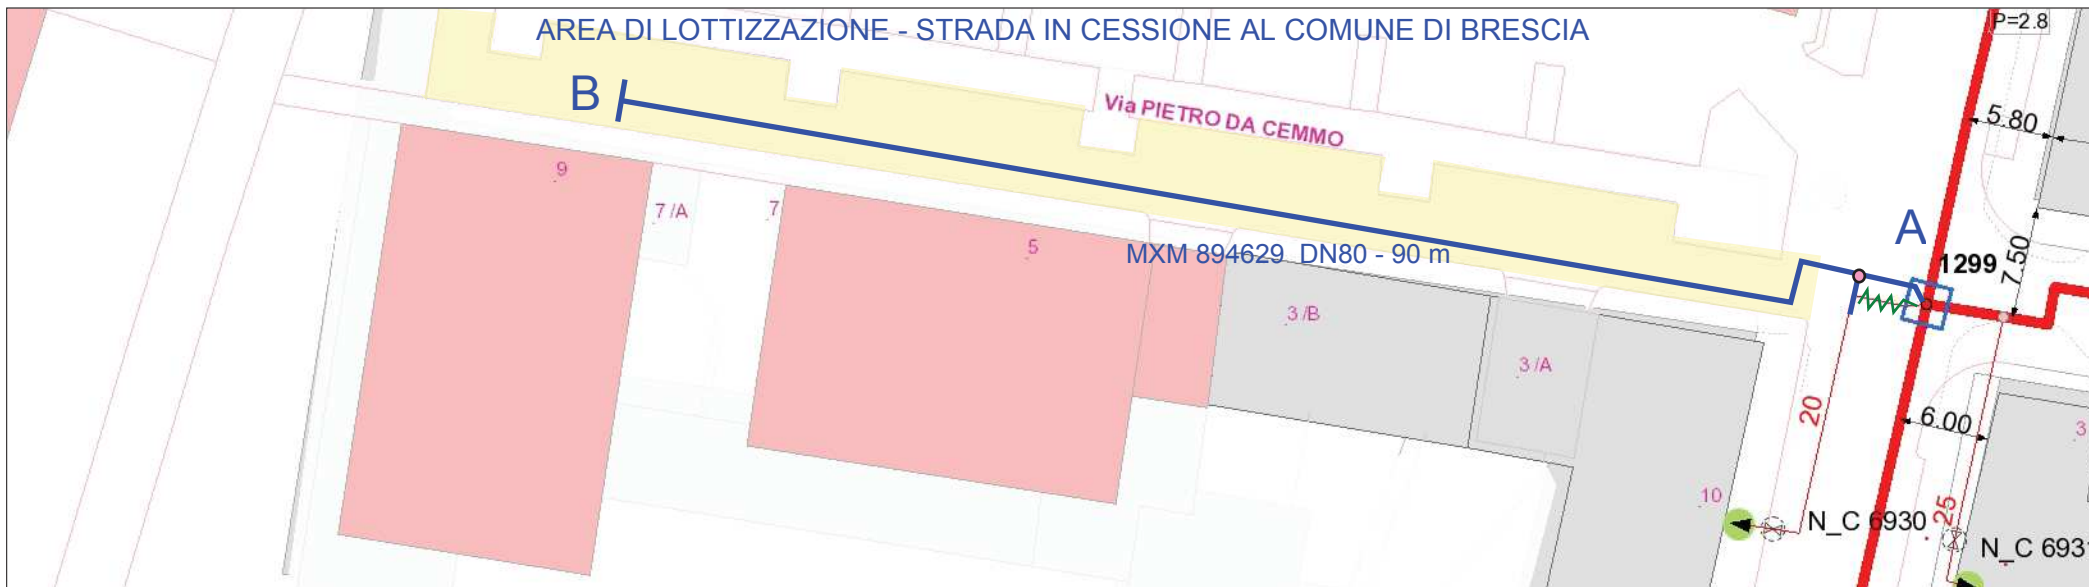 AREA DI LOTTIZZAZIONE - STRADA IN CESSIONE AL COMUNE DI BRESCIA
P=2.8
B
Via PIETRO DA CEMMO
5.80
9
7 /A
7
5
MXM 894629 DN80 - 90 m
A
1299
7.50
3 /B
3 /A
20
6.00
3
10
N_C 6930
25
N_C 693